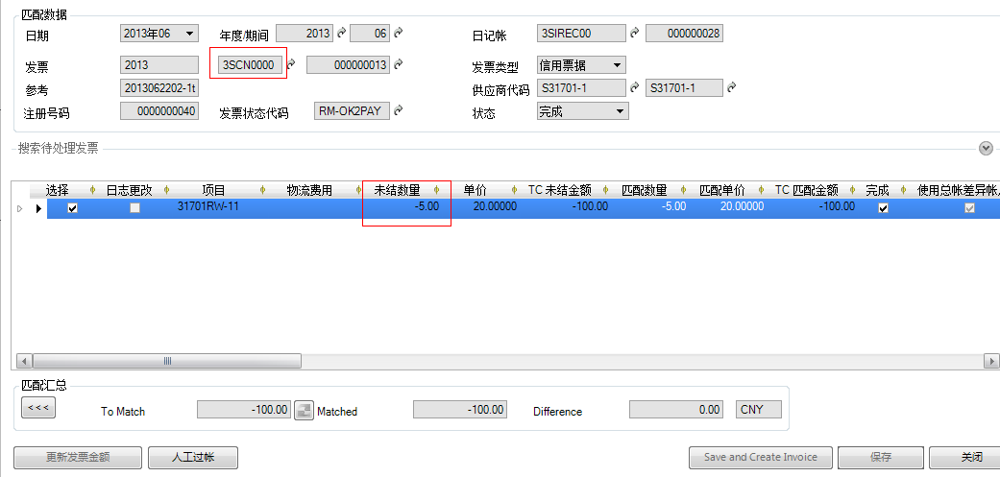 匹配数据
日期 2013年06 年度/期间 2013 06 日记帐 3SIREC00 000000028
发票 2013 3SCN0000 000000013 发票类型 信用票据
参考 2013062202-1t 供应商代码 S31701-1 S31701-1
注册号码 0000000040 发票状态代码 RM-OK2PAY 状态 完成
搜索待处理发票
选择 日志更改 项目 物流费用 未结数量 单价 TC 未结金额 匹配数量 匹配单价 TC 匹配金额 完成 使用总帐差异帐
31701RW-11 -5.00 20.00000 -100.00 -5.00 20.00000 -100.00
匹配汇总
<<< To Match -100.00 Matched -100.00 Difference 0.00 CNY
更新发票金额 人工过帐 Save and Create Invoice 保存 关闭